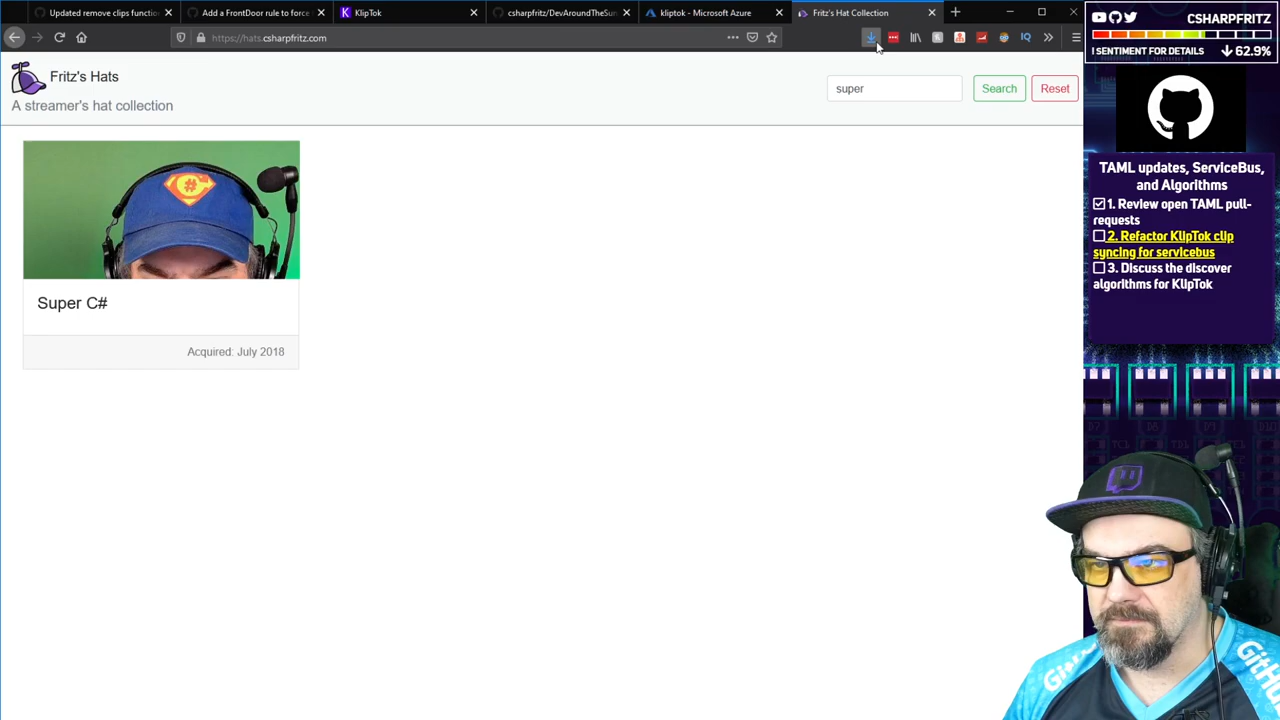 Updated remove clips functio
Add a FrontDoor rule to force
KlipTok
csharpfritz/DevAroundTheSun
kliptok - Microsoft Azure
Fritz's Hat Collection
https://hats.csharpfritz.com
Fritz's Hats
A streamer's hat collection
super
Search
Reset
Super C#
Acquired: July 2018
CSHARPFRITZ
! SENTIMENT FOR DETAILS
62.9%
TAML updates, ServiceBus,
and Algorithms
1. Review open TAML pull-
requests
2. Refactor KlipTok clip
syncing for servicebus
3. Discuss the discover
algorithms for KlipTok